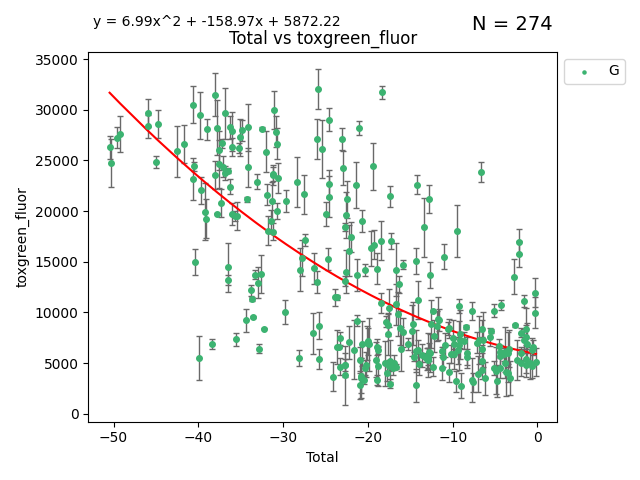 y = 6.99x^2 + -158.97x + 5872.22
N = 274
Total vs toxgreen_fluor
35000
30000
25000
20000
15000
10000
5000
0
toxgreen_fluor
−50 −40 −30 −20 −10 0
Total
G